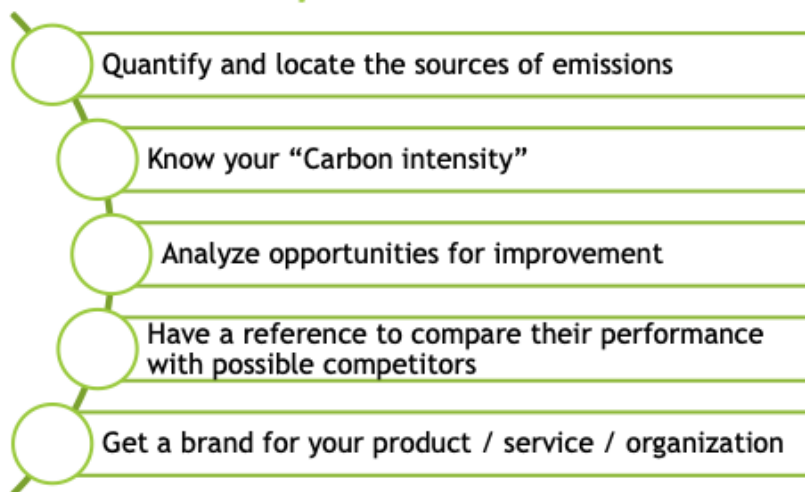 Quantify and locate the sources of emissions
Know your “Carbon intensity”
Analyze opportunities for improvement
Have a reference to compare their performance
with possible competitors
Get a brand for your product / service / organization